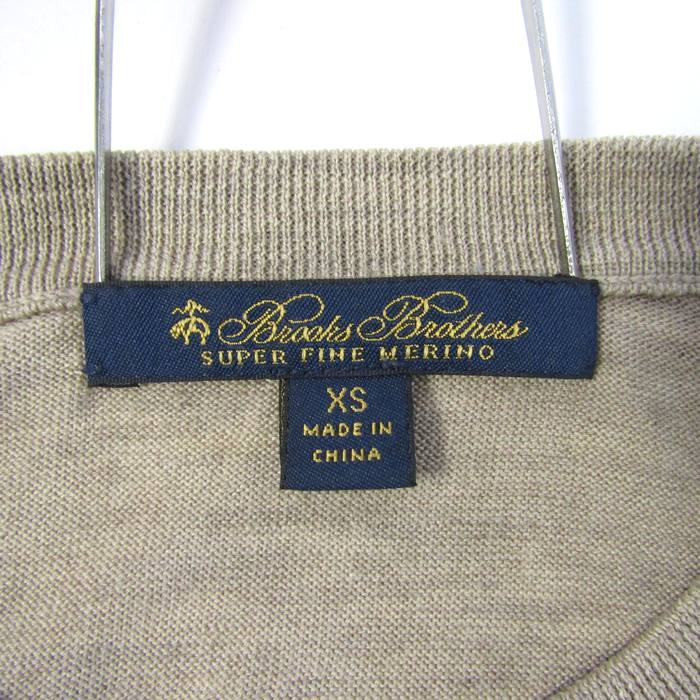 Brooks Brothers
SUPER FINE MERINO
XS
MADE IN
CHINA